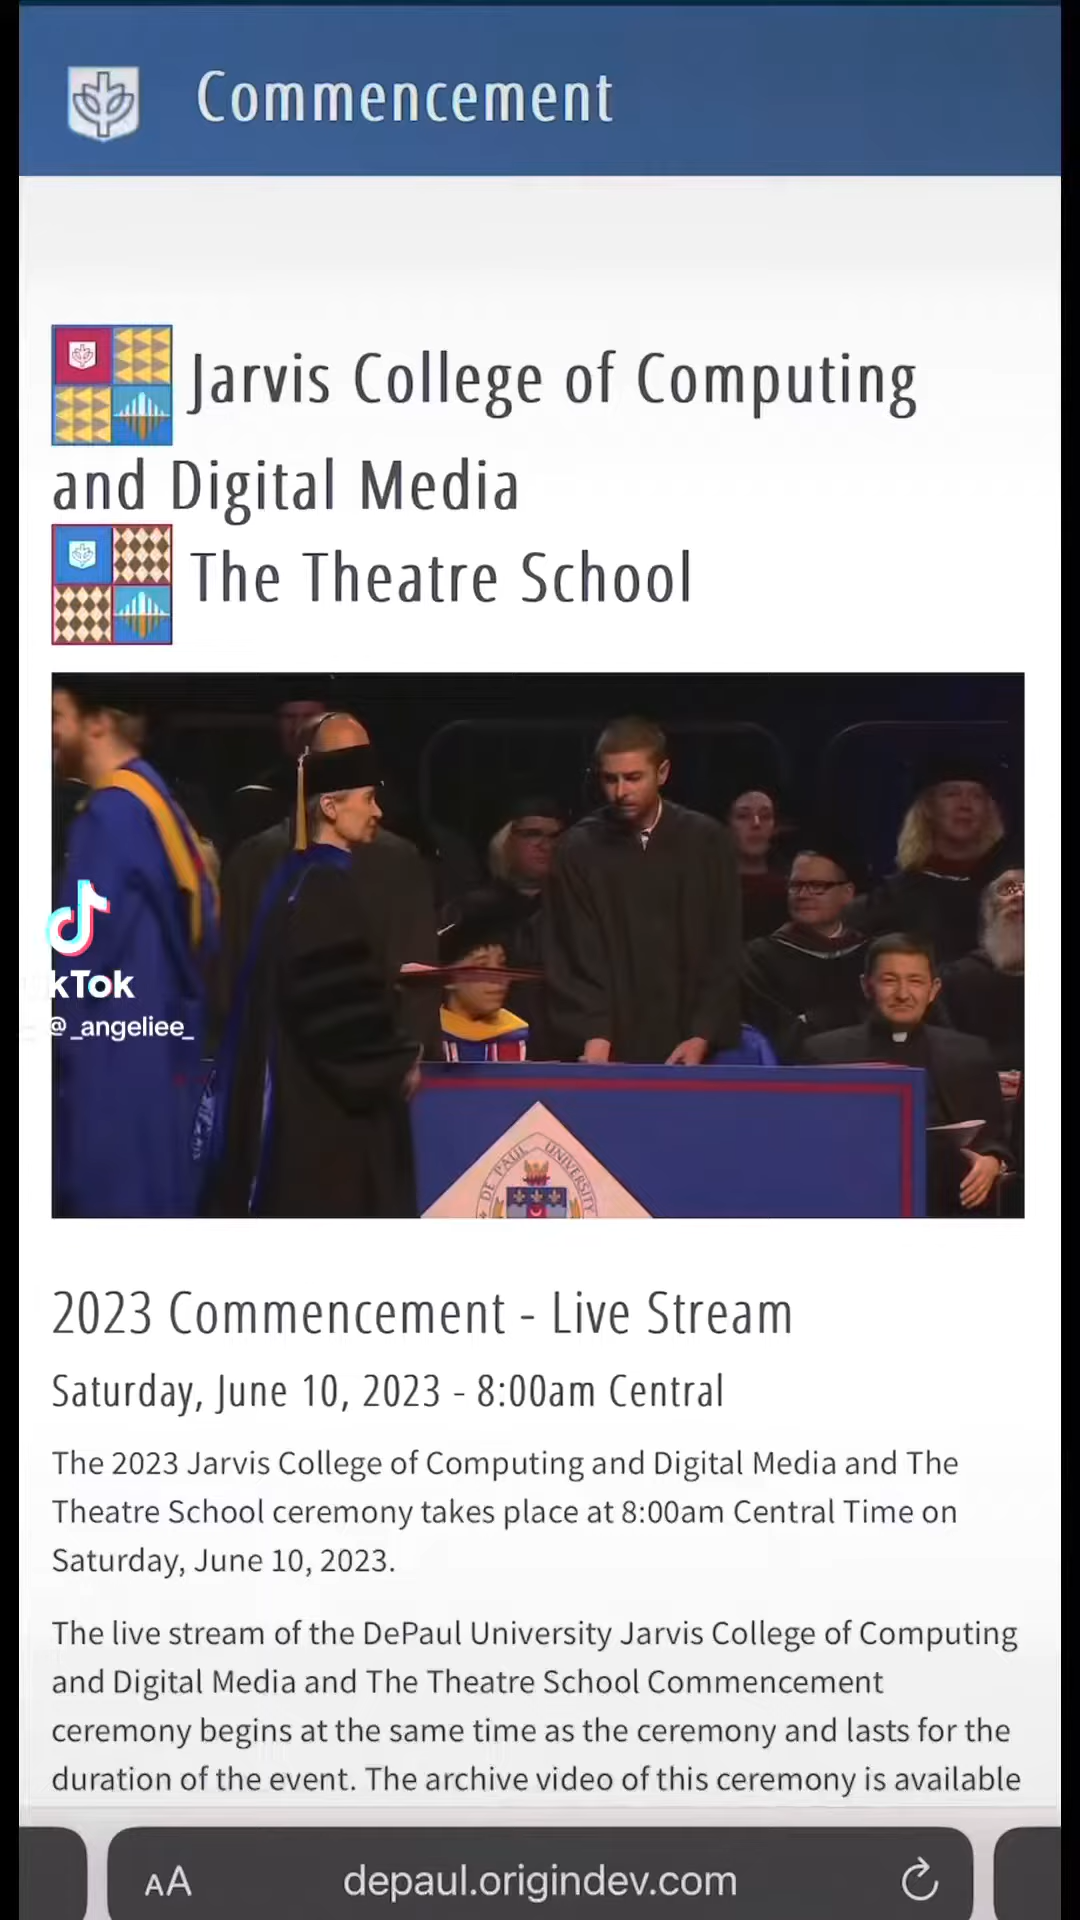 Commencement
Jarvis College of Computing
and Digital Media
The Theatre School
kTok
@_angeliee_
DE PAUL UNIVERSITY
2023 Commencement - Live Stream
Saturday, June 10, 2023 - 8:00am Central
The 2023 Jarvis College of Computing and Digital Media and The
Theatre School ceremony takes place at 8:00am Central Time on
Saturday, June 10, 2023.
The live stream of the DePaul University Jarvis College of Computing
and Digital Media and The Theatre School Commencement
ceremony begins at the same time as the ceremony and lasts for the
duration of the event. The archive video of this ceremony is available
AA depaul.origindev.com